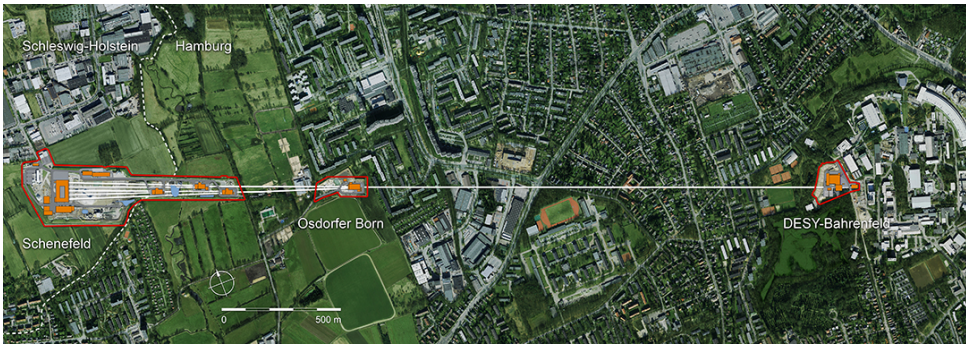 Schleswig-Holstein
Hamburg
Schenefeld
Osdorfer Born
DESY-Bahrenfeld
0
500 m